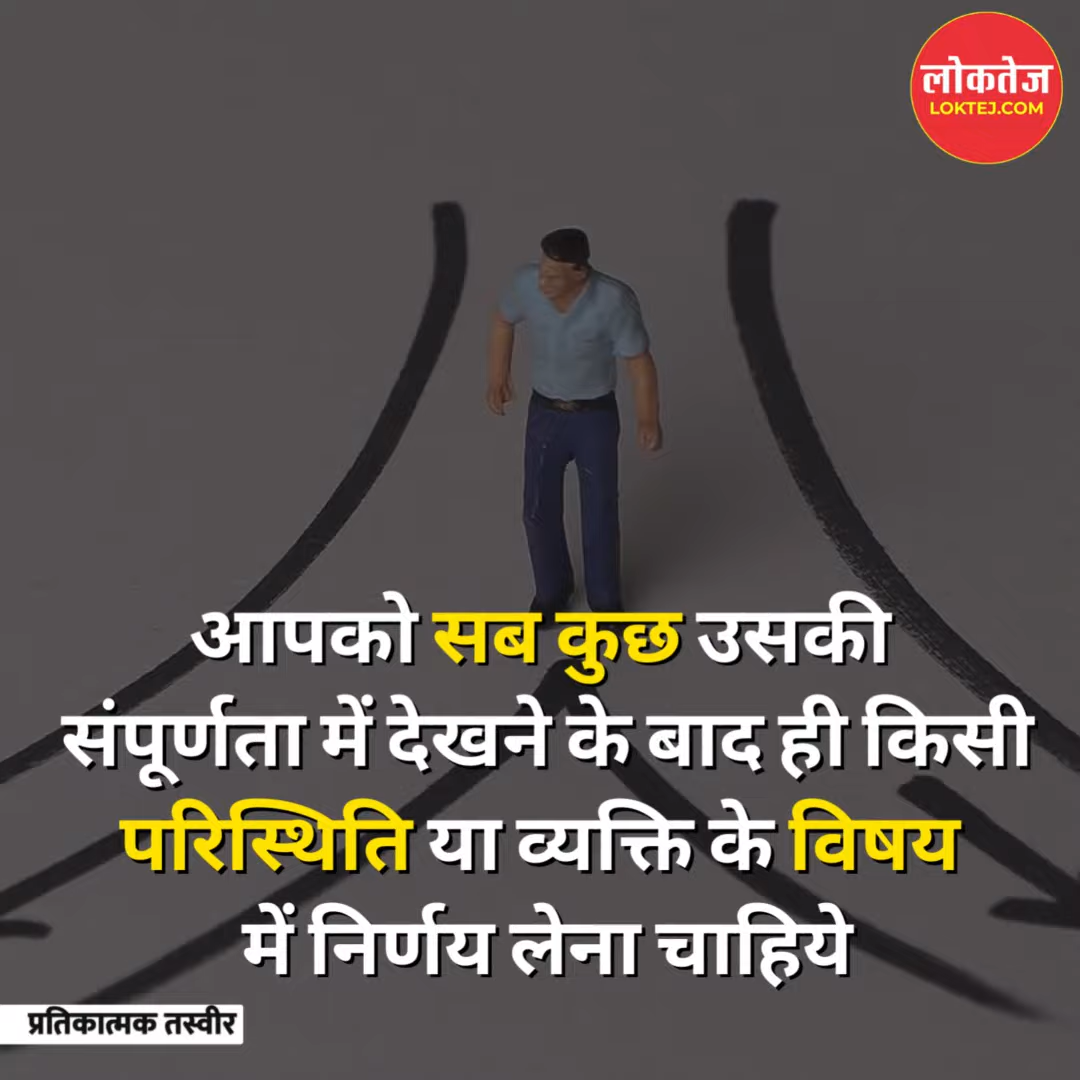 लोकतेज
LOKTEJ.COM
आपको सब कुछ उसकी
संपूर्णता में देखने के बाद ही किसी
परिस्थिति या व्यक्ति के विषय
में निर्णय लेना चाहिये
प्रतिकात्मक तस्वीर